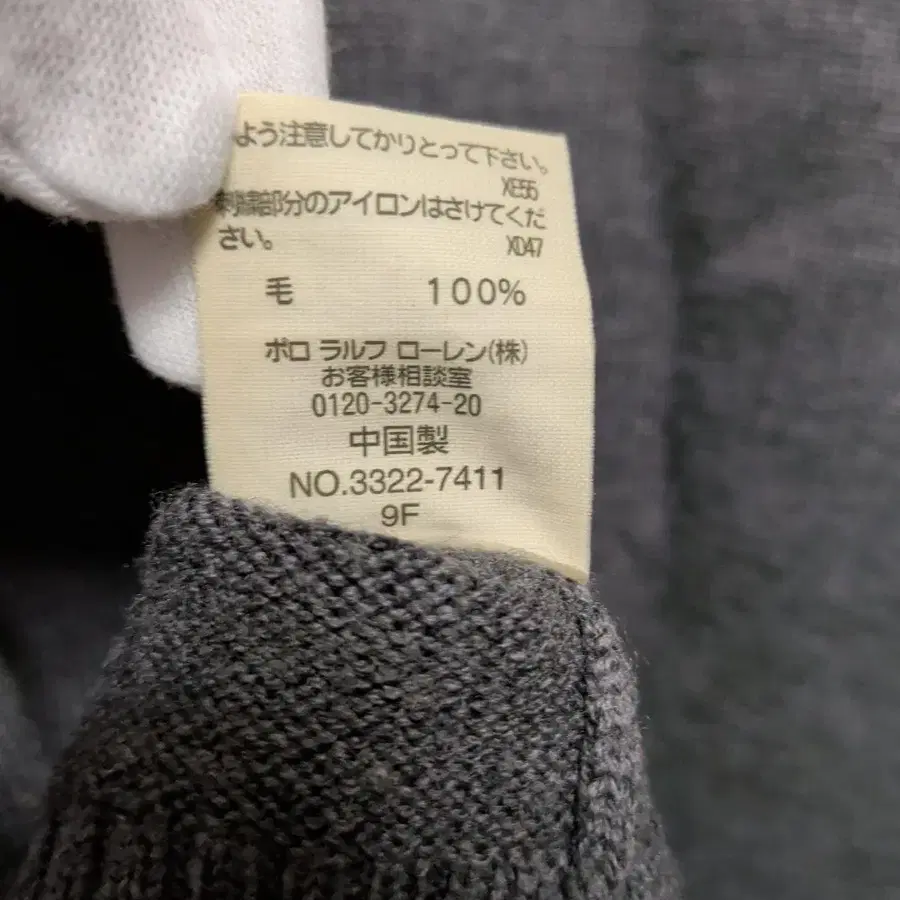 よう注意してかりとって下さい。
XE55
刺繍部分のアイロンはさけてくだ
さい。 XD47
毛 100%
ポロ ラルフ ローレン(株)
お客様相談室
0120-3274-20
中国製
NO.3322-7411
9F